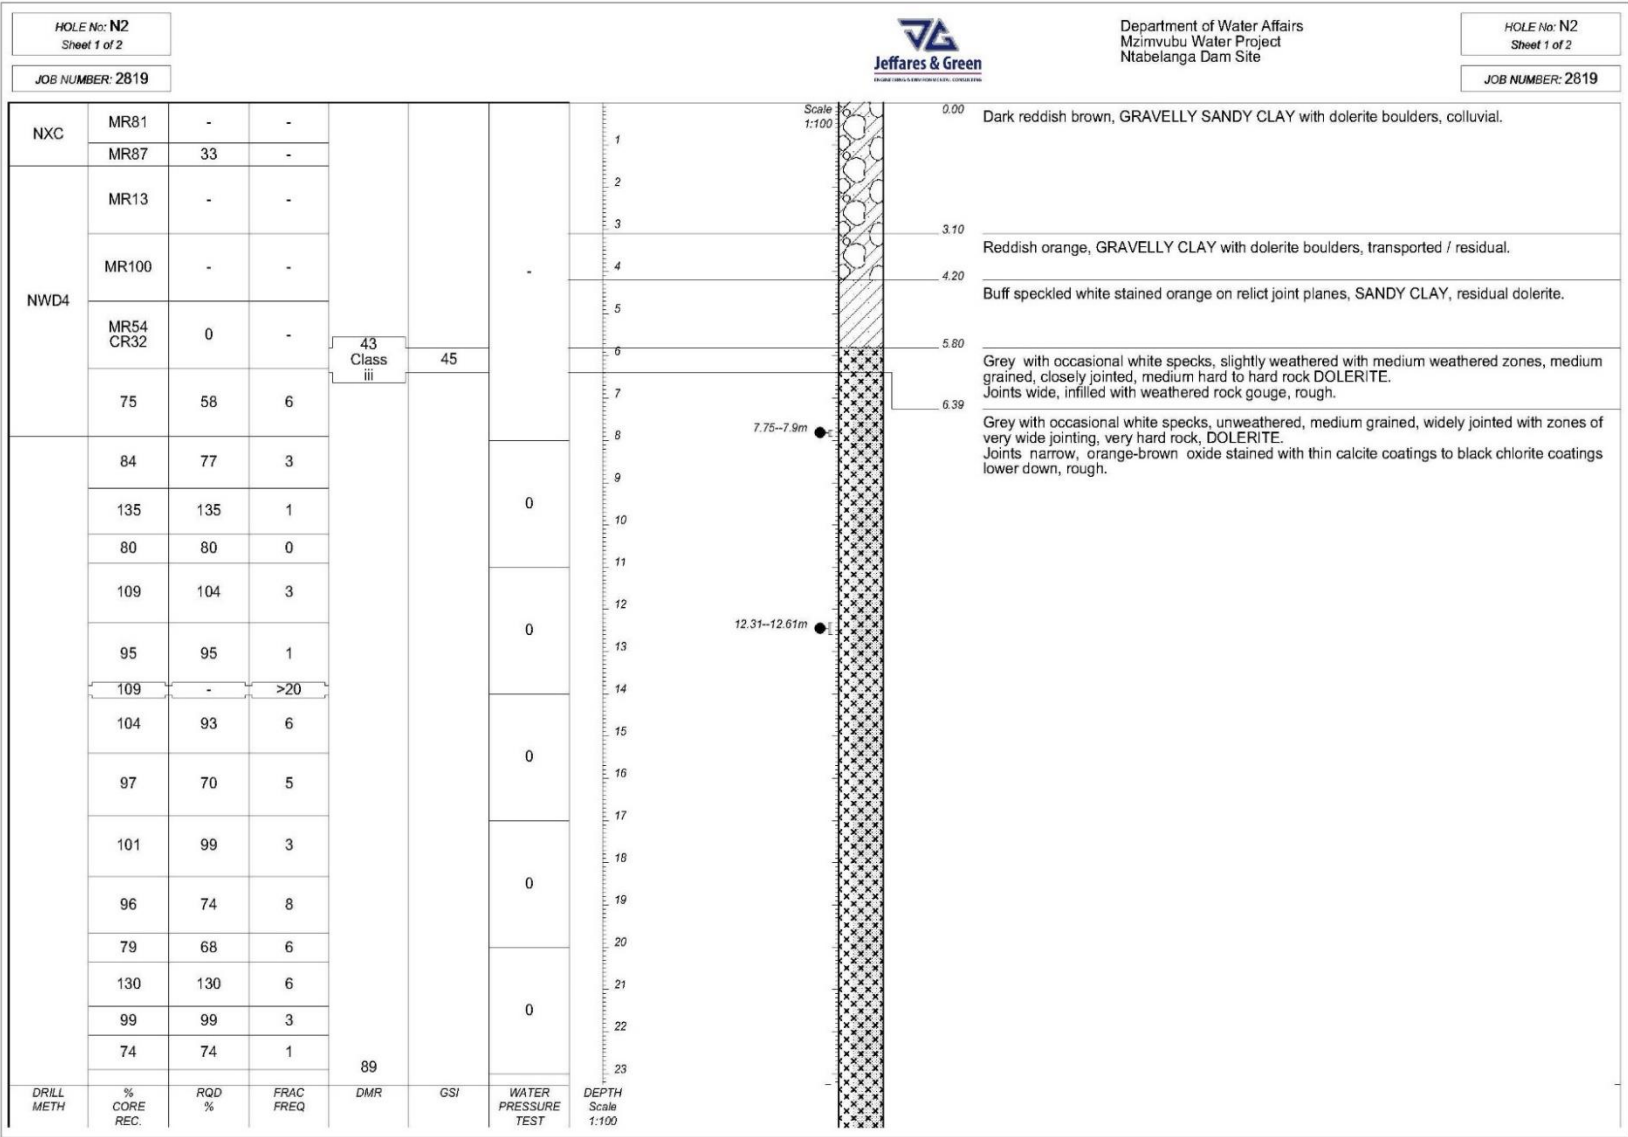 HOLE No: N2
Sheet 1 of 2
JOB NUMBER: 2819
Jeffares & Green
Department of Water Affairs
Mzimvubu Water Project
Ntabelanga Dam Site
HOLE No: N2
Sheet 1 of 2
JOB NUMBER: 2819
NXC
MR81 - -
MR87 33 -
NWD4
MR13 - -
MR100 - -
MR54
CR32 0 -
75 58 6
84 77 3
135 135 1
80 80 0
109 104 3
95 95 1
109 - >20
104 93 6
97 70 5
101 99 3
96 74 8
79 68 6
130 130 6
99 99 3
74 74 1
43
Class
iii
89
45
-
0
0
0
0
0
1
2
3
4
5
6
7
8
9
10
11
12
13
14
15
16
17
18
19
20
21
22
23
Scale
1:100
7.75--7.9m
12.31--12.61m
0.00 Dark reddish brown, GRAVELLY SANDY CLAY with dolerite boulders, colluvial.
3.10
Reddish orange, GRAVELLY CLAY with dolerite boulders, transported / residual.
4.20
Buff speckled white stained orange on relict joint planes, SANDY CLAY, residual dolerite.
5.80
Grey with occasional white specks, slightly weathered with medium weathered zones, medium
grained, closely jointed, medium hard to hard rock DOLERITE.
Joints wide, infilled with weathered rock gouge, rough.
6.39
Grey with occasional white specks, unweathered, medium grained, widely jointed with zones of
very wide jointing, very hard rock, DOLERITE.
Joints narrow, orange-brown oxide stained with thin calcite coatings to black chlorite coatings
lower down, rough.
DRILL
METH
%
CORE
REC.
RQD
%
FRAC
FREQ
DMR
GSI
WATER
PRESSURE
TEST
DEPTH
Scale
1:100